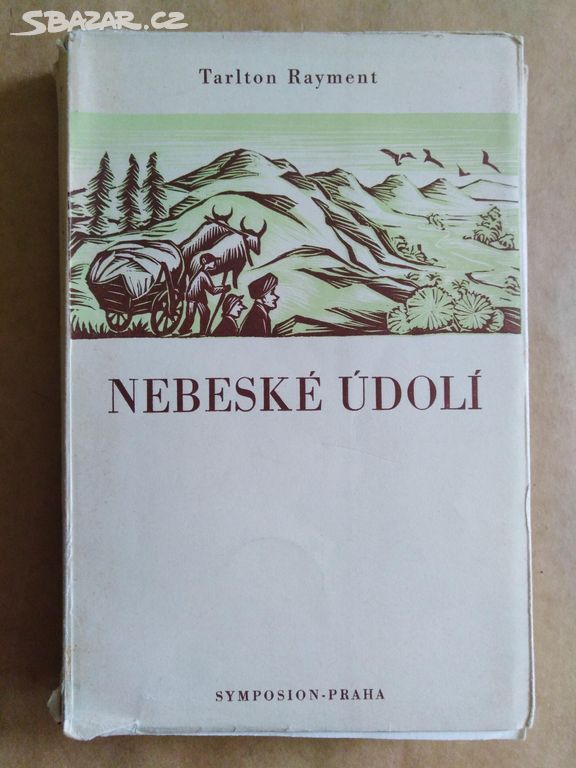 SBAZAR.CZ
Tarlton Rayment
NEBESKÉ ÚDOLÍ
SYMPOSION-PRAHA